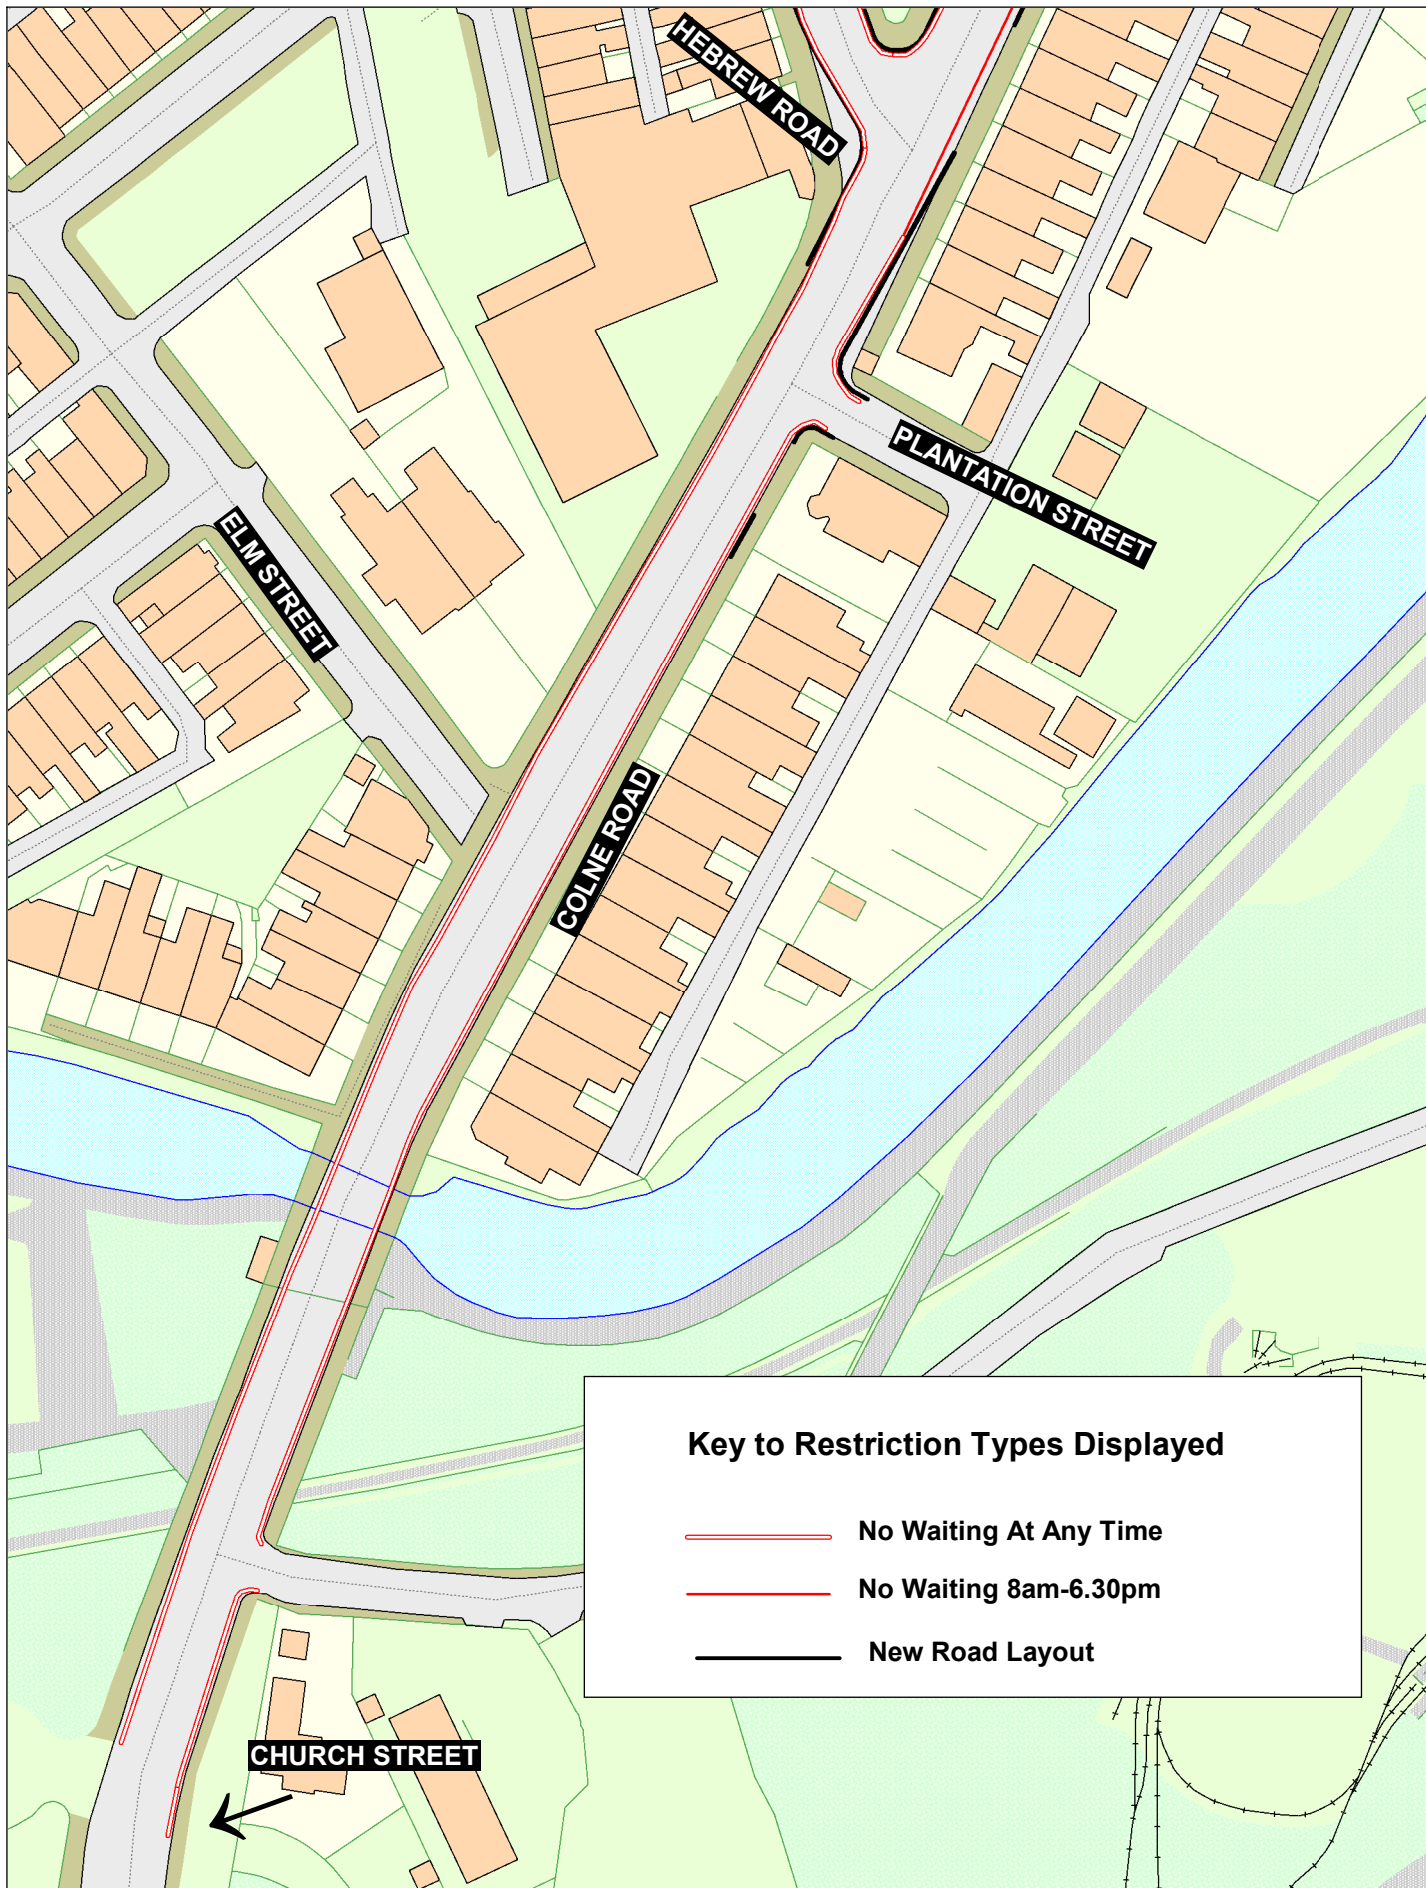 HEBREW ROAD
PLANTATION STREET
ELM STREET
COLNE ROAD
Key to Restriction Types Displayed
No Waiting At Any Time
No Waiting 8am-6.30pm
New Road Layout
CHURCH STREET